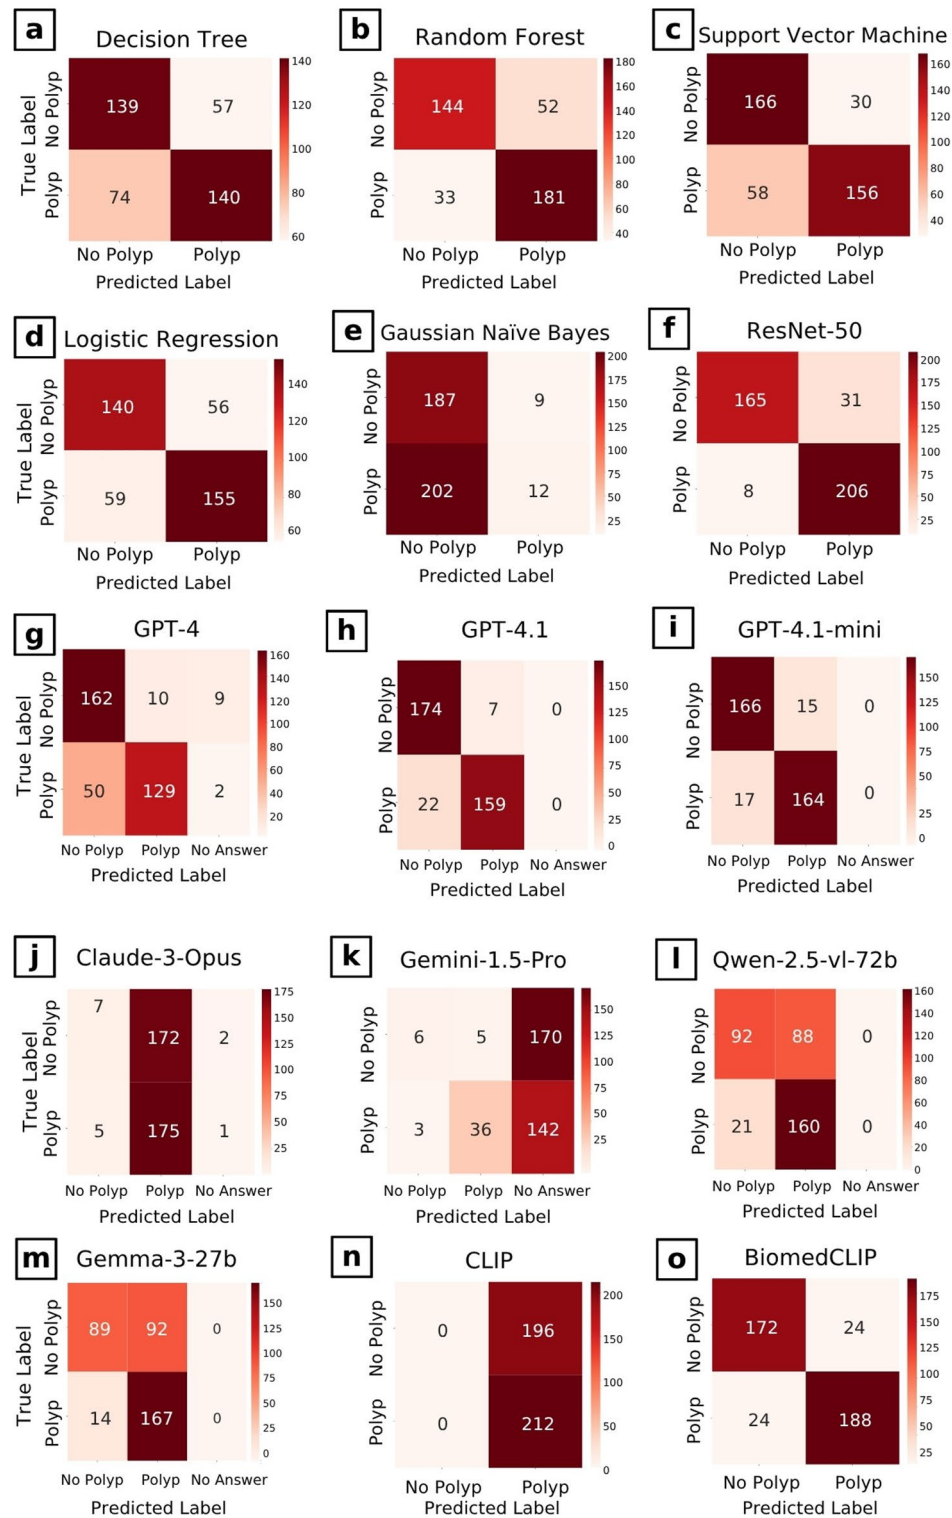 a
Decision Tree
True Label
No Polyp
Polyp
139 57
74 140
No Polyp Polyp
Predicted Label
140
120
100
80
60
b
Random Forest
No Polyp
Polyp
144 52
33 181
No Polyp Polyp
Predicted Label
180
160
140
120
100
80
60
40
c
Support Vector Machine
No Polyp
Polyp
166 30
58 156
No Polyp Polyp
Predicted Label
160
140
120
100
80
60
40
d
Logistic Regression
True Label
No Polyp
Polyp
140 56
59 155
No Polyp Polyp
Predicted Label
140
120
100
80
60
e
Gaussian Naïve Bayes
No Polyp
Polyp
187 9
202 12
No Polyp Polyp
Predicted Label
200
175
150
125
100
75
50
25
f
ResNet-50
No Polyp
Polyp
165 31
8 206
No Polyp Polyp
Predicted Label
200
175
150
125
100
75
50
25
g
GPT-4
True Label
No Polyp
Polyp
162 10 9
50 129 2
No Polyp Polyp No Answer
Predicted Label
160
140
120
100
80
60
40
20
h
GPT-4.1
No Polyp
Polyp
174 7 0
22 159 0
No Polyp Polyp No Answer
Predicted Label
150
125
100
75
50
25
0
i
GPT-4.1-mini
No Polyp
Polyp
166 15 0
17 164 0
No Polyp Polyp No Answer
Predicted Label
150
125
100
75
50
25
0
j
Claude-3-Opus
True Label
No Polyp
Polyp
7 172 2
5 175 1
No Polyp Polyp No Answer
Predicted Label
175
150
125
100
75
50
25
k
Gemini-1.5-Pro
No Polyp
Polyp
6 5 170
3 36 142
No Polyp Polyp No Answer
Predicted Label
150
125
100
75
50
25
l
Qwen-2.5-vl-72b
No Polyp
Polyp
92 88 0
21 160 0
No Polyp Polyp No Answer
Predicted Label
160
140
120
100
80
60
40
20
0
m
Gemma-3-27b
True Label
No Polyp
Polyp
89 92 0
14 167 0
No Polyp Polyp No Answer
Predicted Label
150
125
100
75
50
25
0
n
CLIP
No Polyp
Polyp
0 196
0 212
No Polyp Polyp
Predicted Label
200
150
100
50
0
o
BiomedCLIP
No Polyp
Polyp
172 24
24 188
No Polyp Polyp
Predicted Label
175
150
125
100
75
50
25